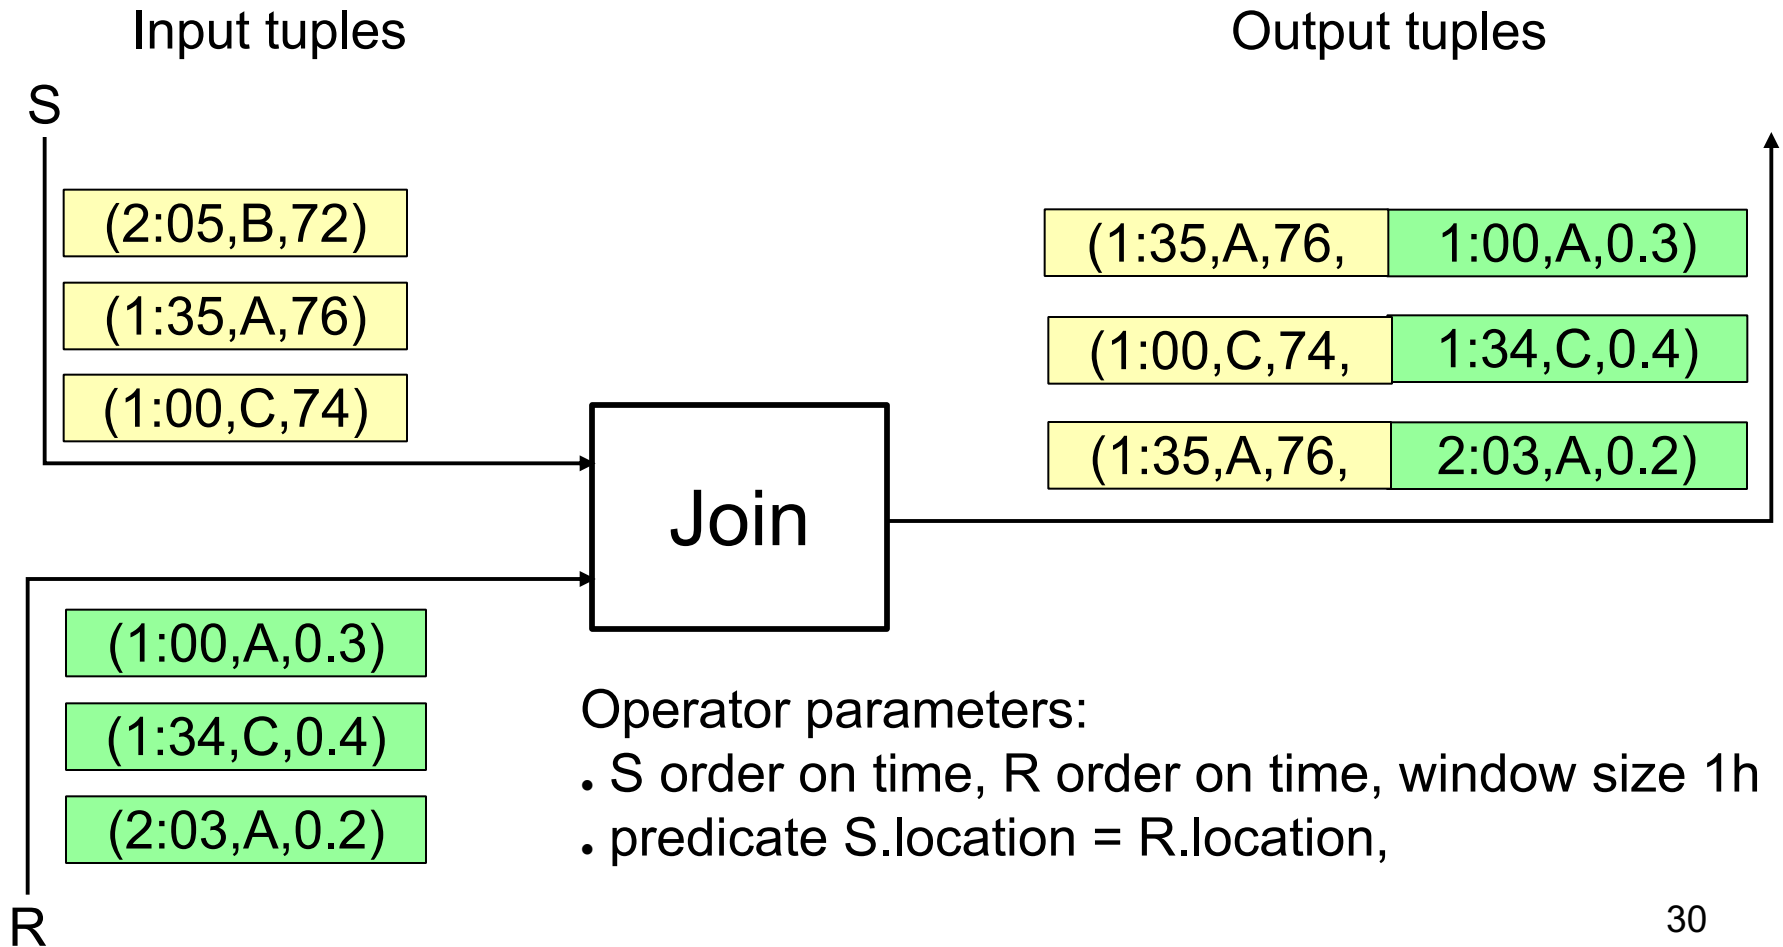 Input tuples
Output tuples
S
(2:05,B,72)
(1:35,A,76)
(1:00,C,74)
(1:35,A,76, 1:00,A,0.3)
(1:00,C,74, 1:34,C,0.4)
(1:35,A,76, 2:03,A,0.2)
Join
(1:00,A,0.3)
(1:34,C,0.4)
(2:03,A,0.2)
R
Operator parameters:
• S order on time, R order on time, window size 1h
• predicate S.location = R.location,
30